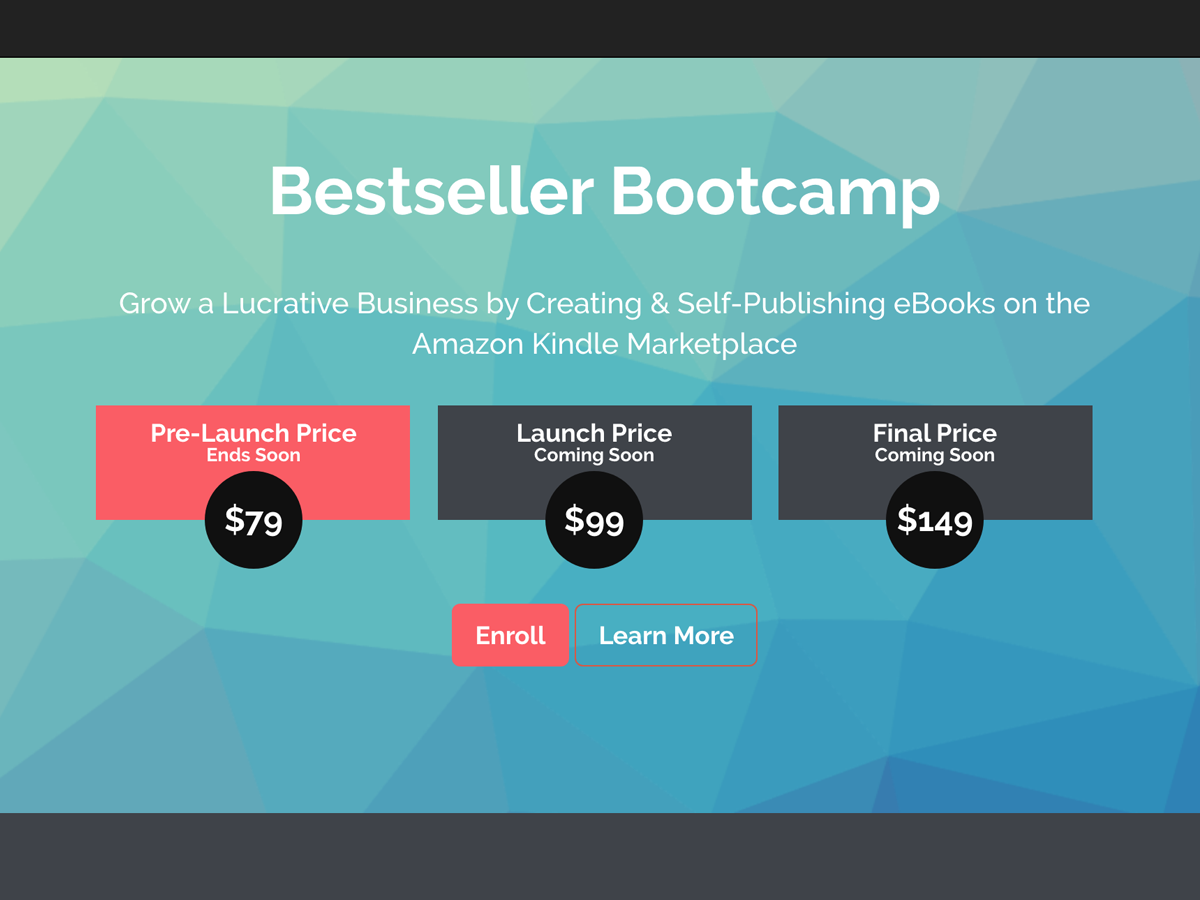 Bestseller Bootcamp
Grow a Lucrative Business by Creating & Self-Publishing eBooks on the
Amazon Kindle Marketplace
Pre-Launch Price
Ends Soon
$79
Launch Price
Coming Soon
$99
Final Price
Coming Soon
$149
Enroll
Learn More